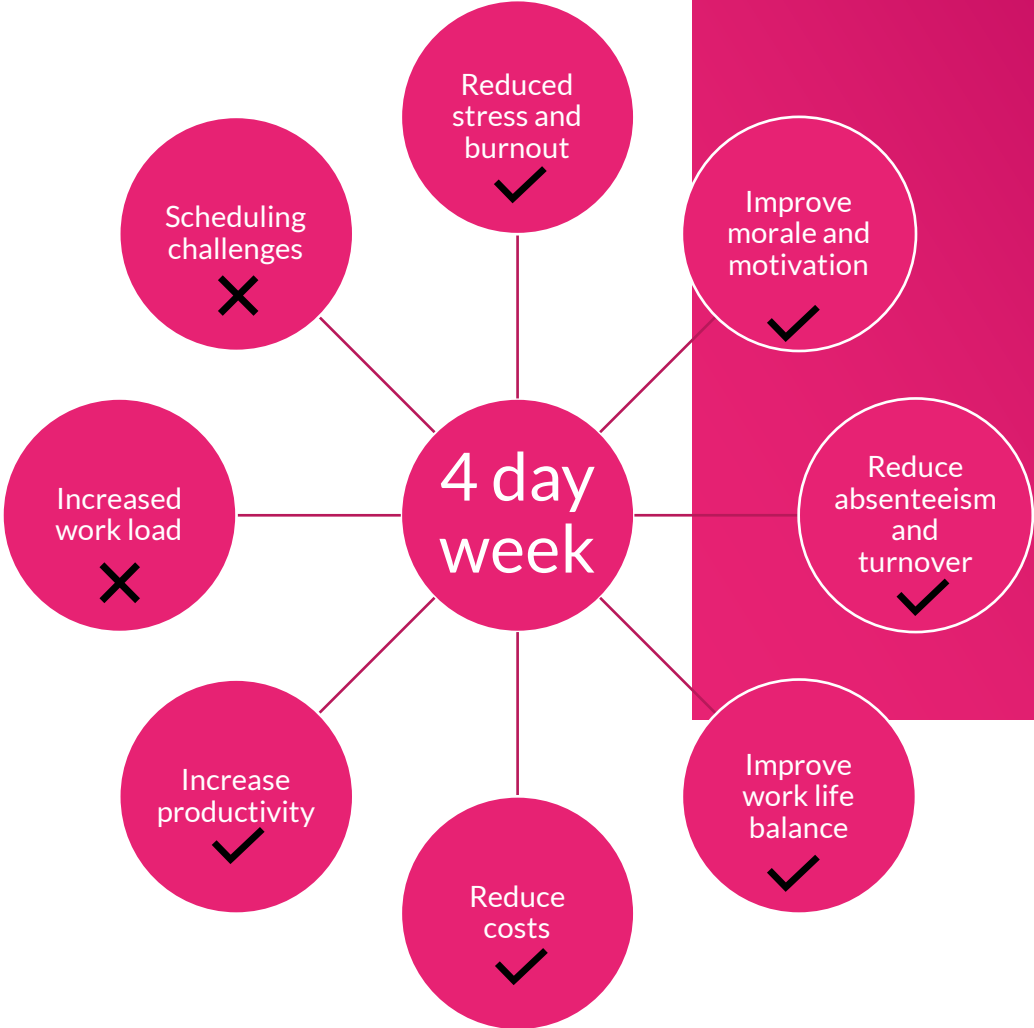 Reduced
stress and
burnout
Improve
morale and
motivation
Reduce
absenteeism
and
turnover
Improve
work life
balance
Reduce
costs
Increase
productivity
Increased
work load
Scheduling
challenges
4 day
week